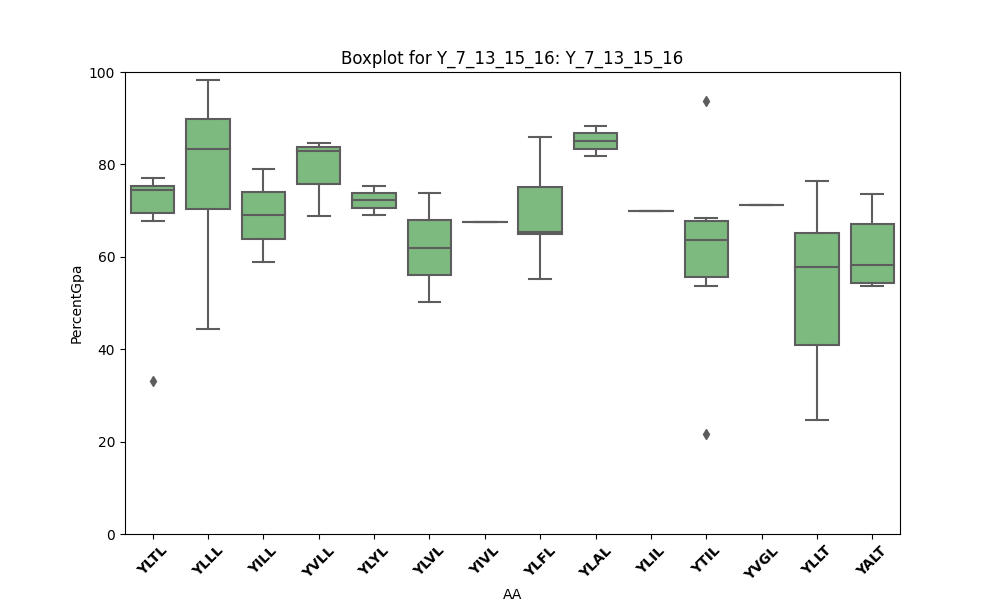 Boxplot for Y_7_13_15_16: Y_7_13_15_16
100
80
60
40
20
0
PercentGpa
YLTL YLLL YILL YVLL YLYL YLVL YIVL YLFL YLAL YLIL YTIL YVGL YLLT YALT
AA